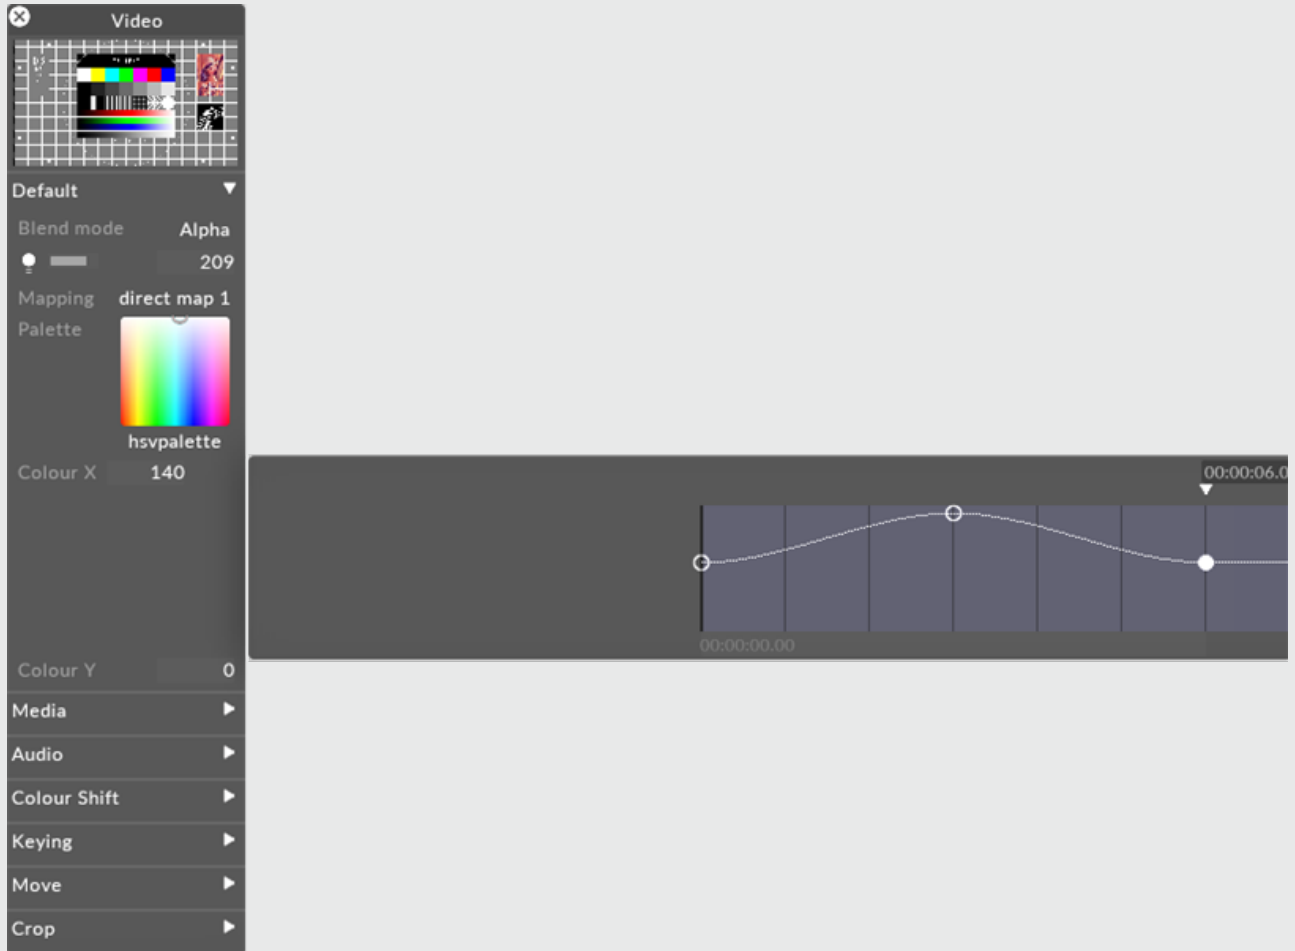 Video
Default
Blend mode Alpha
209
Mapping direct map 1
Palette
hsvpalette
Colour X 140
00:00:06.0
00:00:00.00
Colour Y 0
Media
Audio
Colour Shift
Keying
Move
Crop